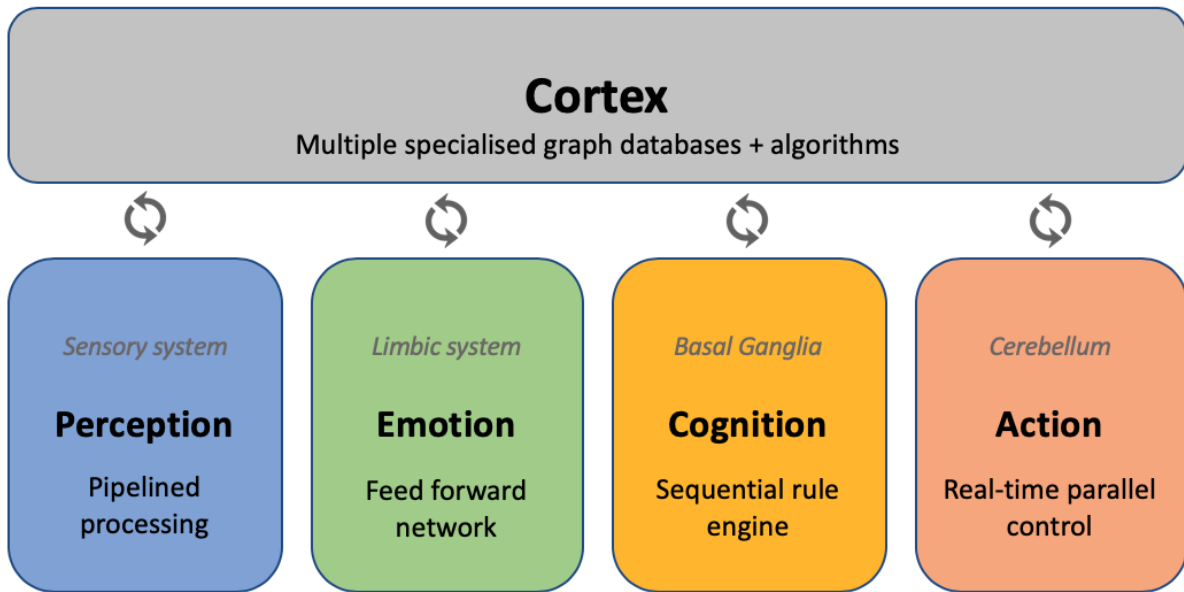 Cortex
Multiple specialised graph databases + algorithms
Sensory system
Perception
Pipelined
processing
Limbic system
Emotion
Feed forward
network
Basal Ganglia
Cognition
Sequential rule
engine
Cerebellum
Action
Real-time parallel
control